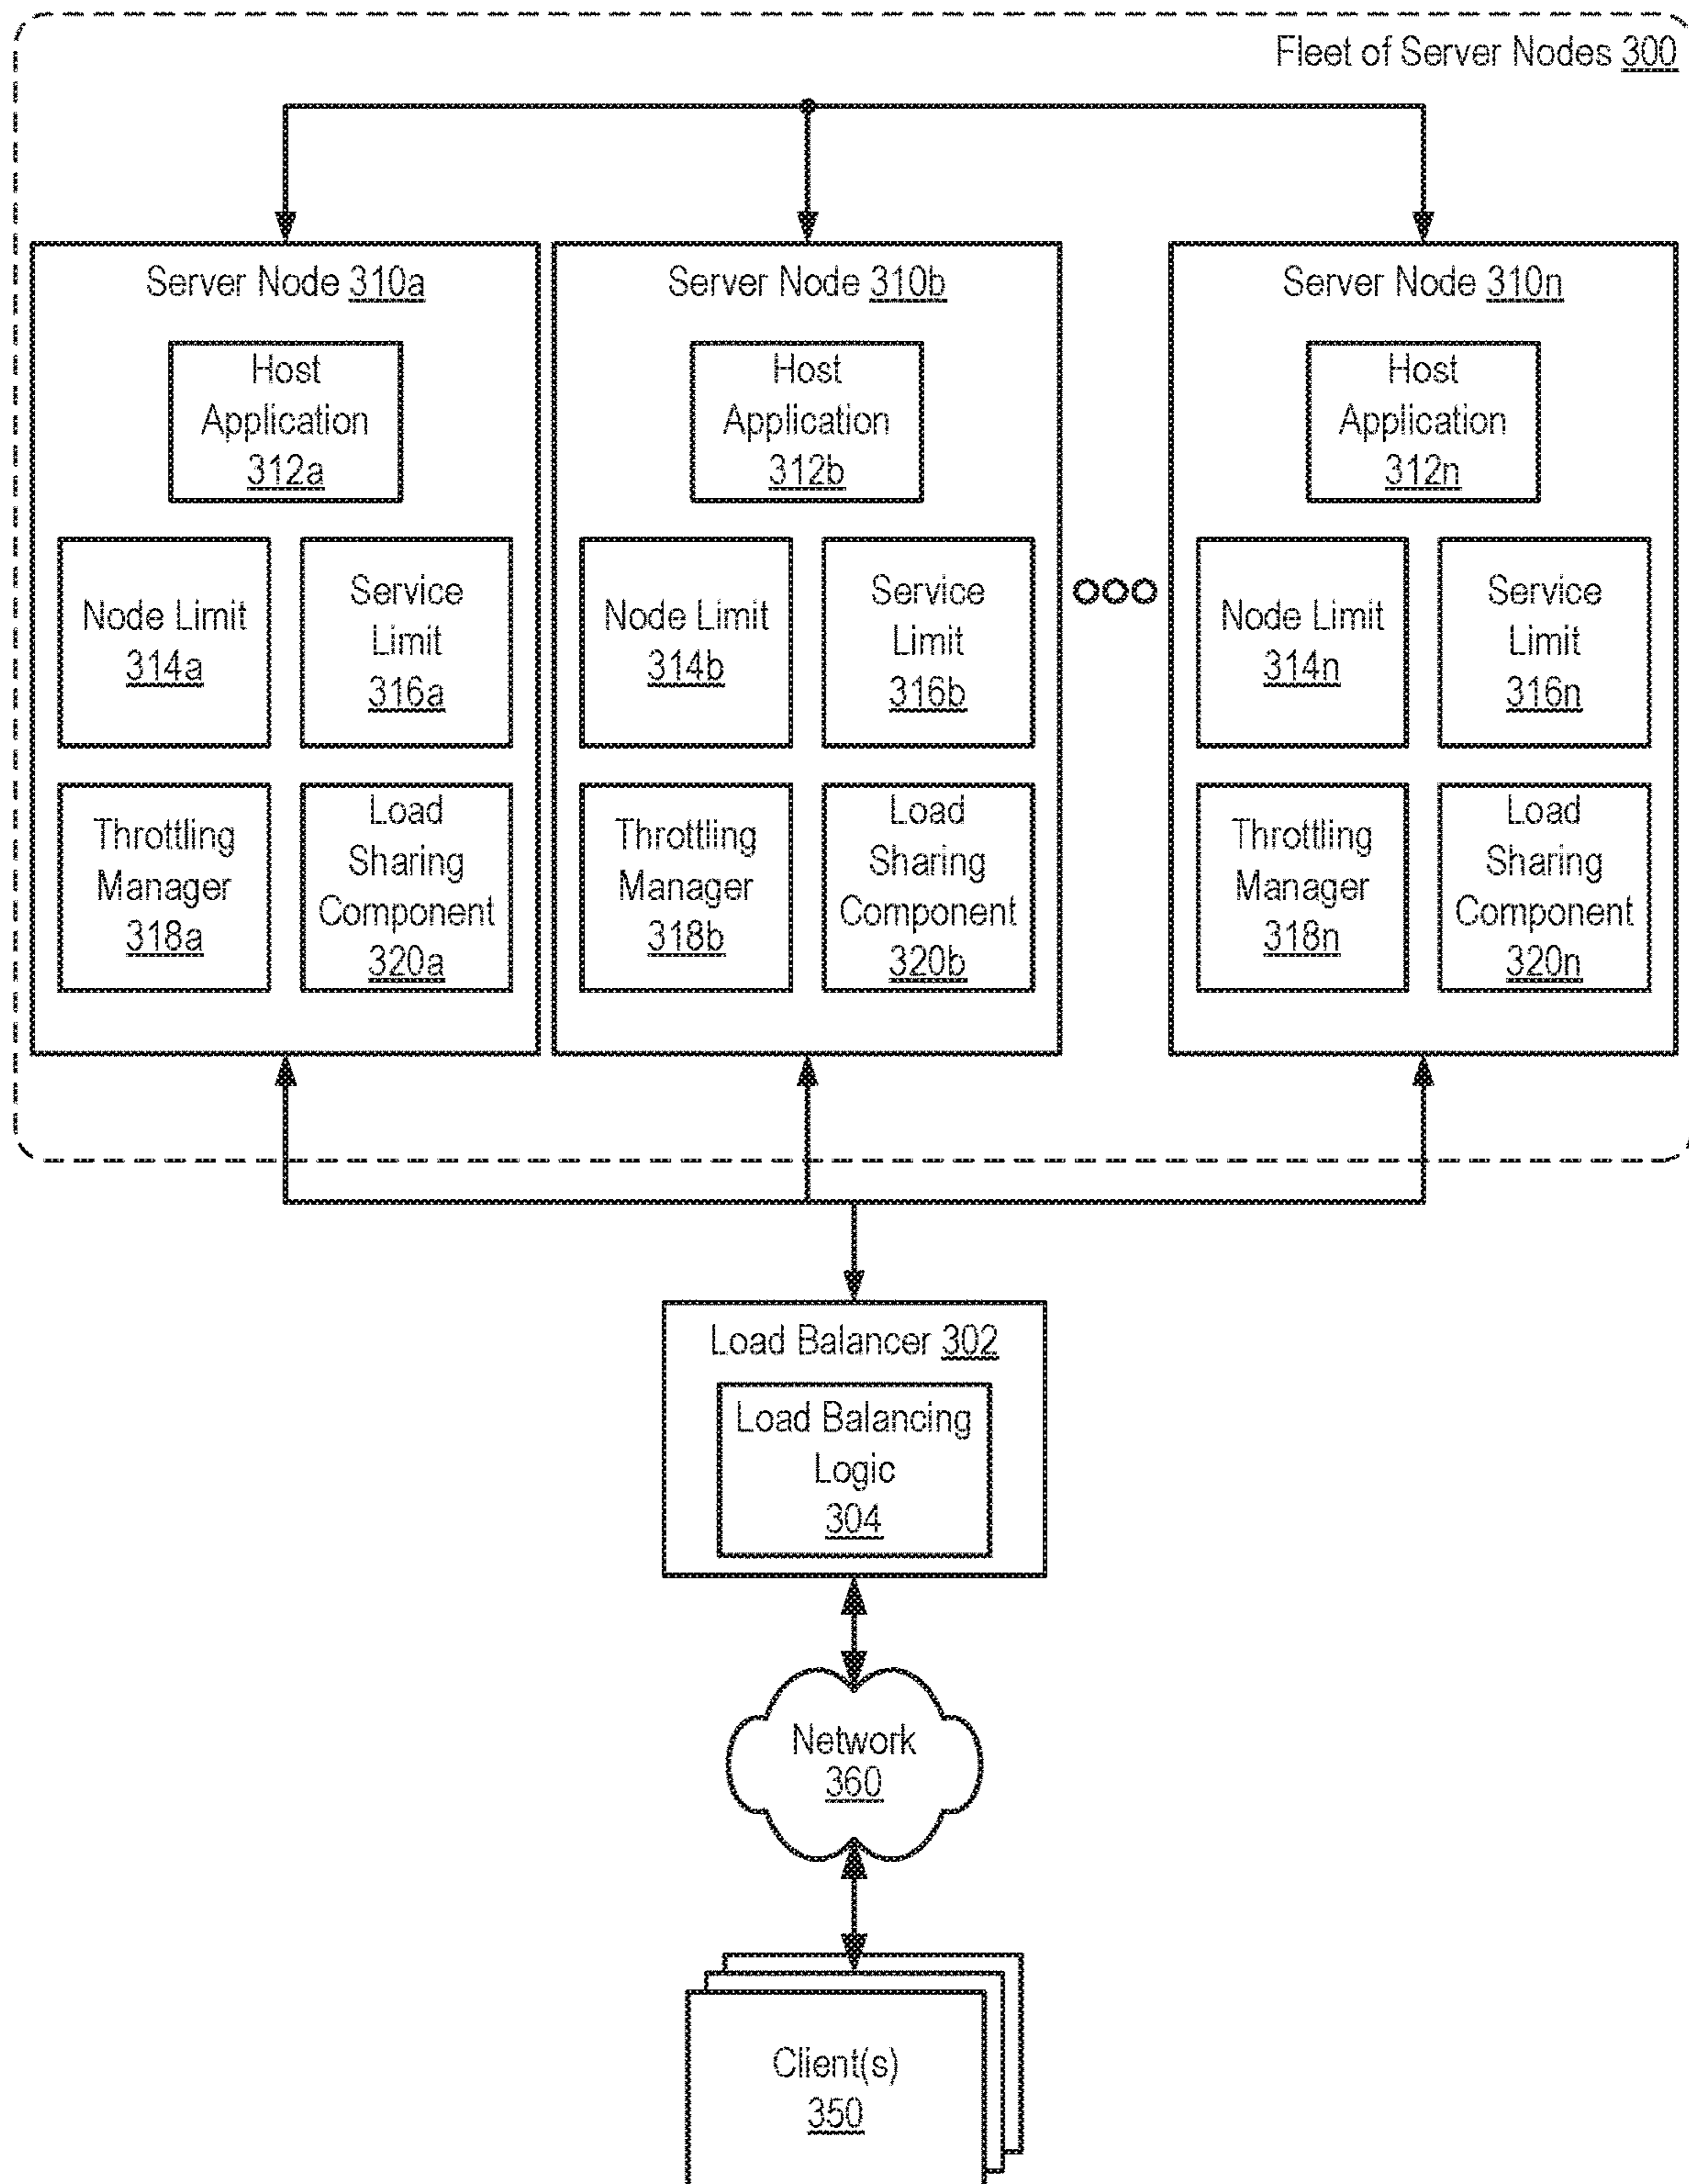 Fleet of Server Nodes 300
Server Node 310a
Host
Application
312a
Node Limit
314a
Service
Limit
316a
Throttling
Manager
318a
Load
Sharing
Component
320a
Server Node 310b
Host
Application
312b
Node Limit
314b
Service
Limit
316b
Throttling
Manager
318b
Load
Sharing
Component
320b
Server Node 310n
Host
Application
312n
Node Limit
314n
Service
Limit
316n
Throttling
Manager
318n
Load
Sharing
Component
320n
Load Balancer 302
Load Balancing
Logic
304
Network
360
Client(s)
350